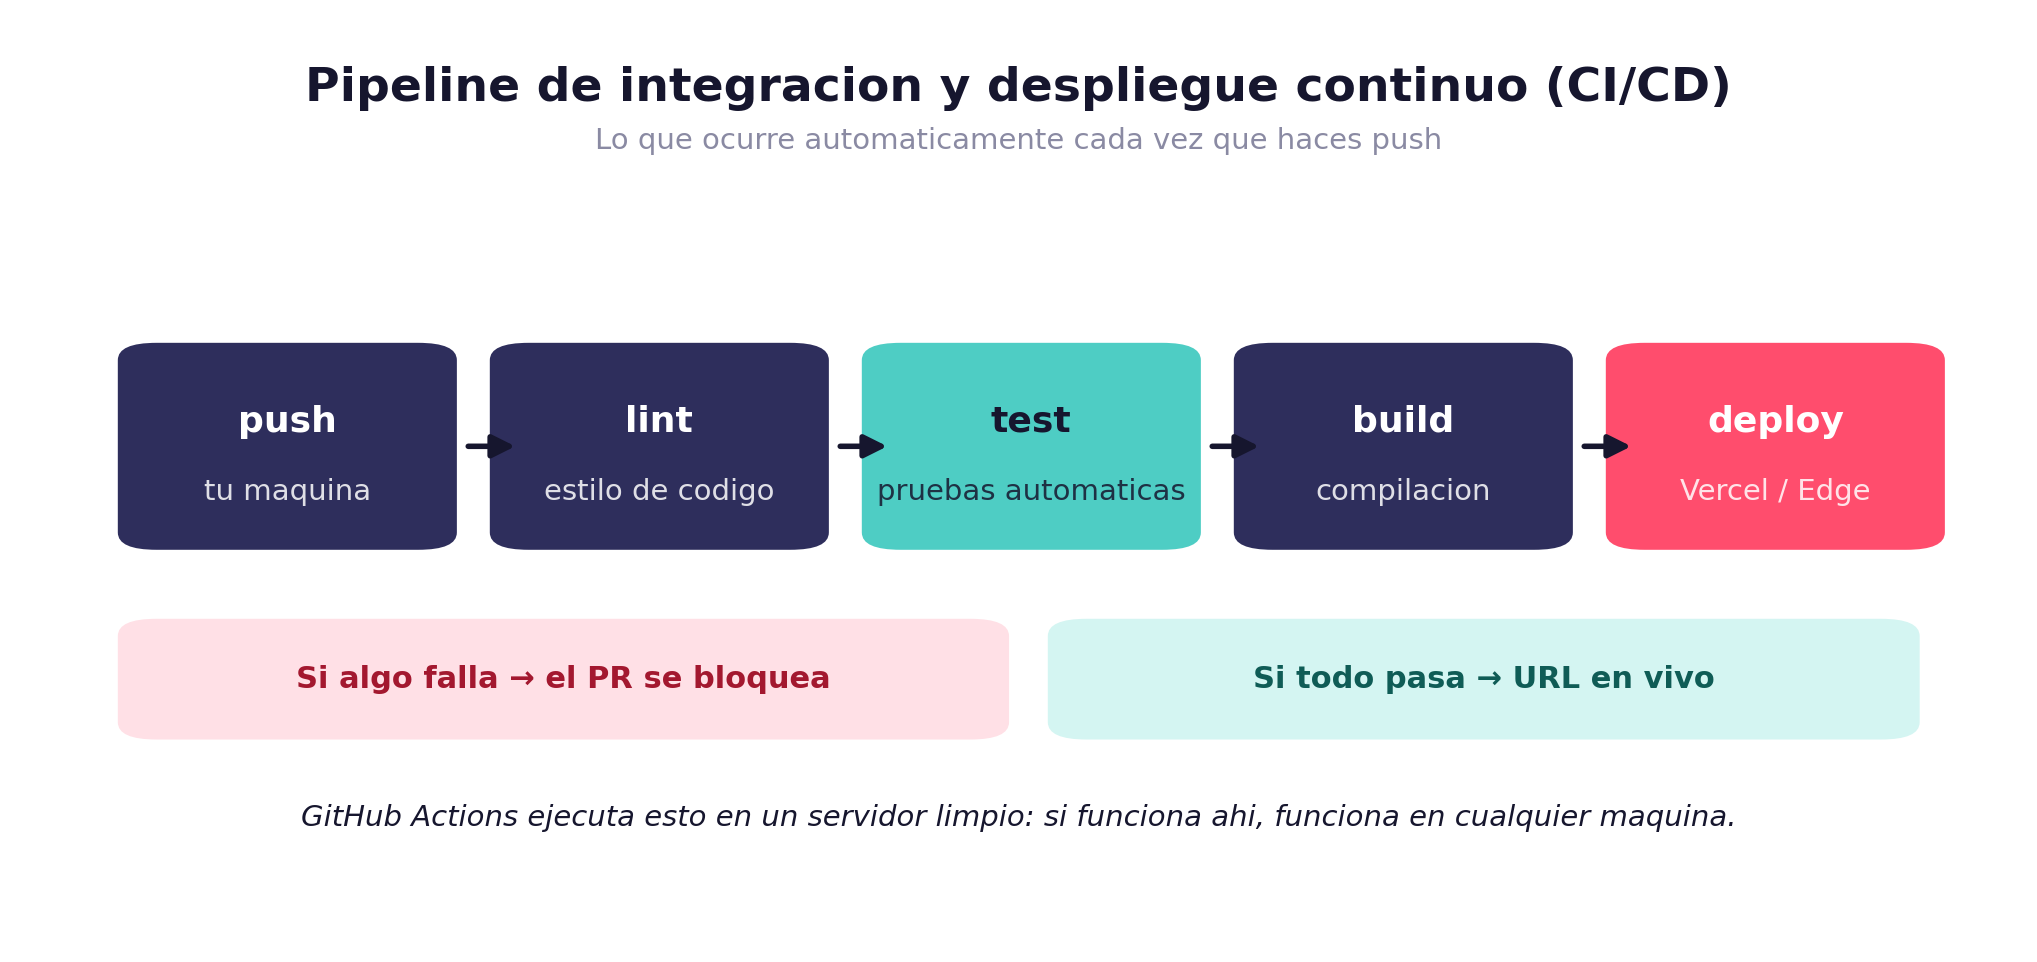 Pipeline de integracion y despliegue continuo (CI/CD)
Lo que ocurre automaticamente cada vez que haces push
push
tu maquina
lint
estilo de codigo
test
pruebas automaticas
build
compilacion
deploy
Vercel / Edge
Si algo falla → el PR se bloquea
Si todo pasa → URL en vivo
GitHub Actions ejecuta esto en un servidor limpio: si funciona ahi, funciona en cualquier maquina.